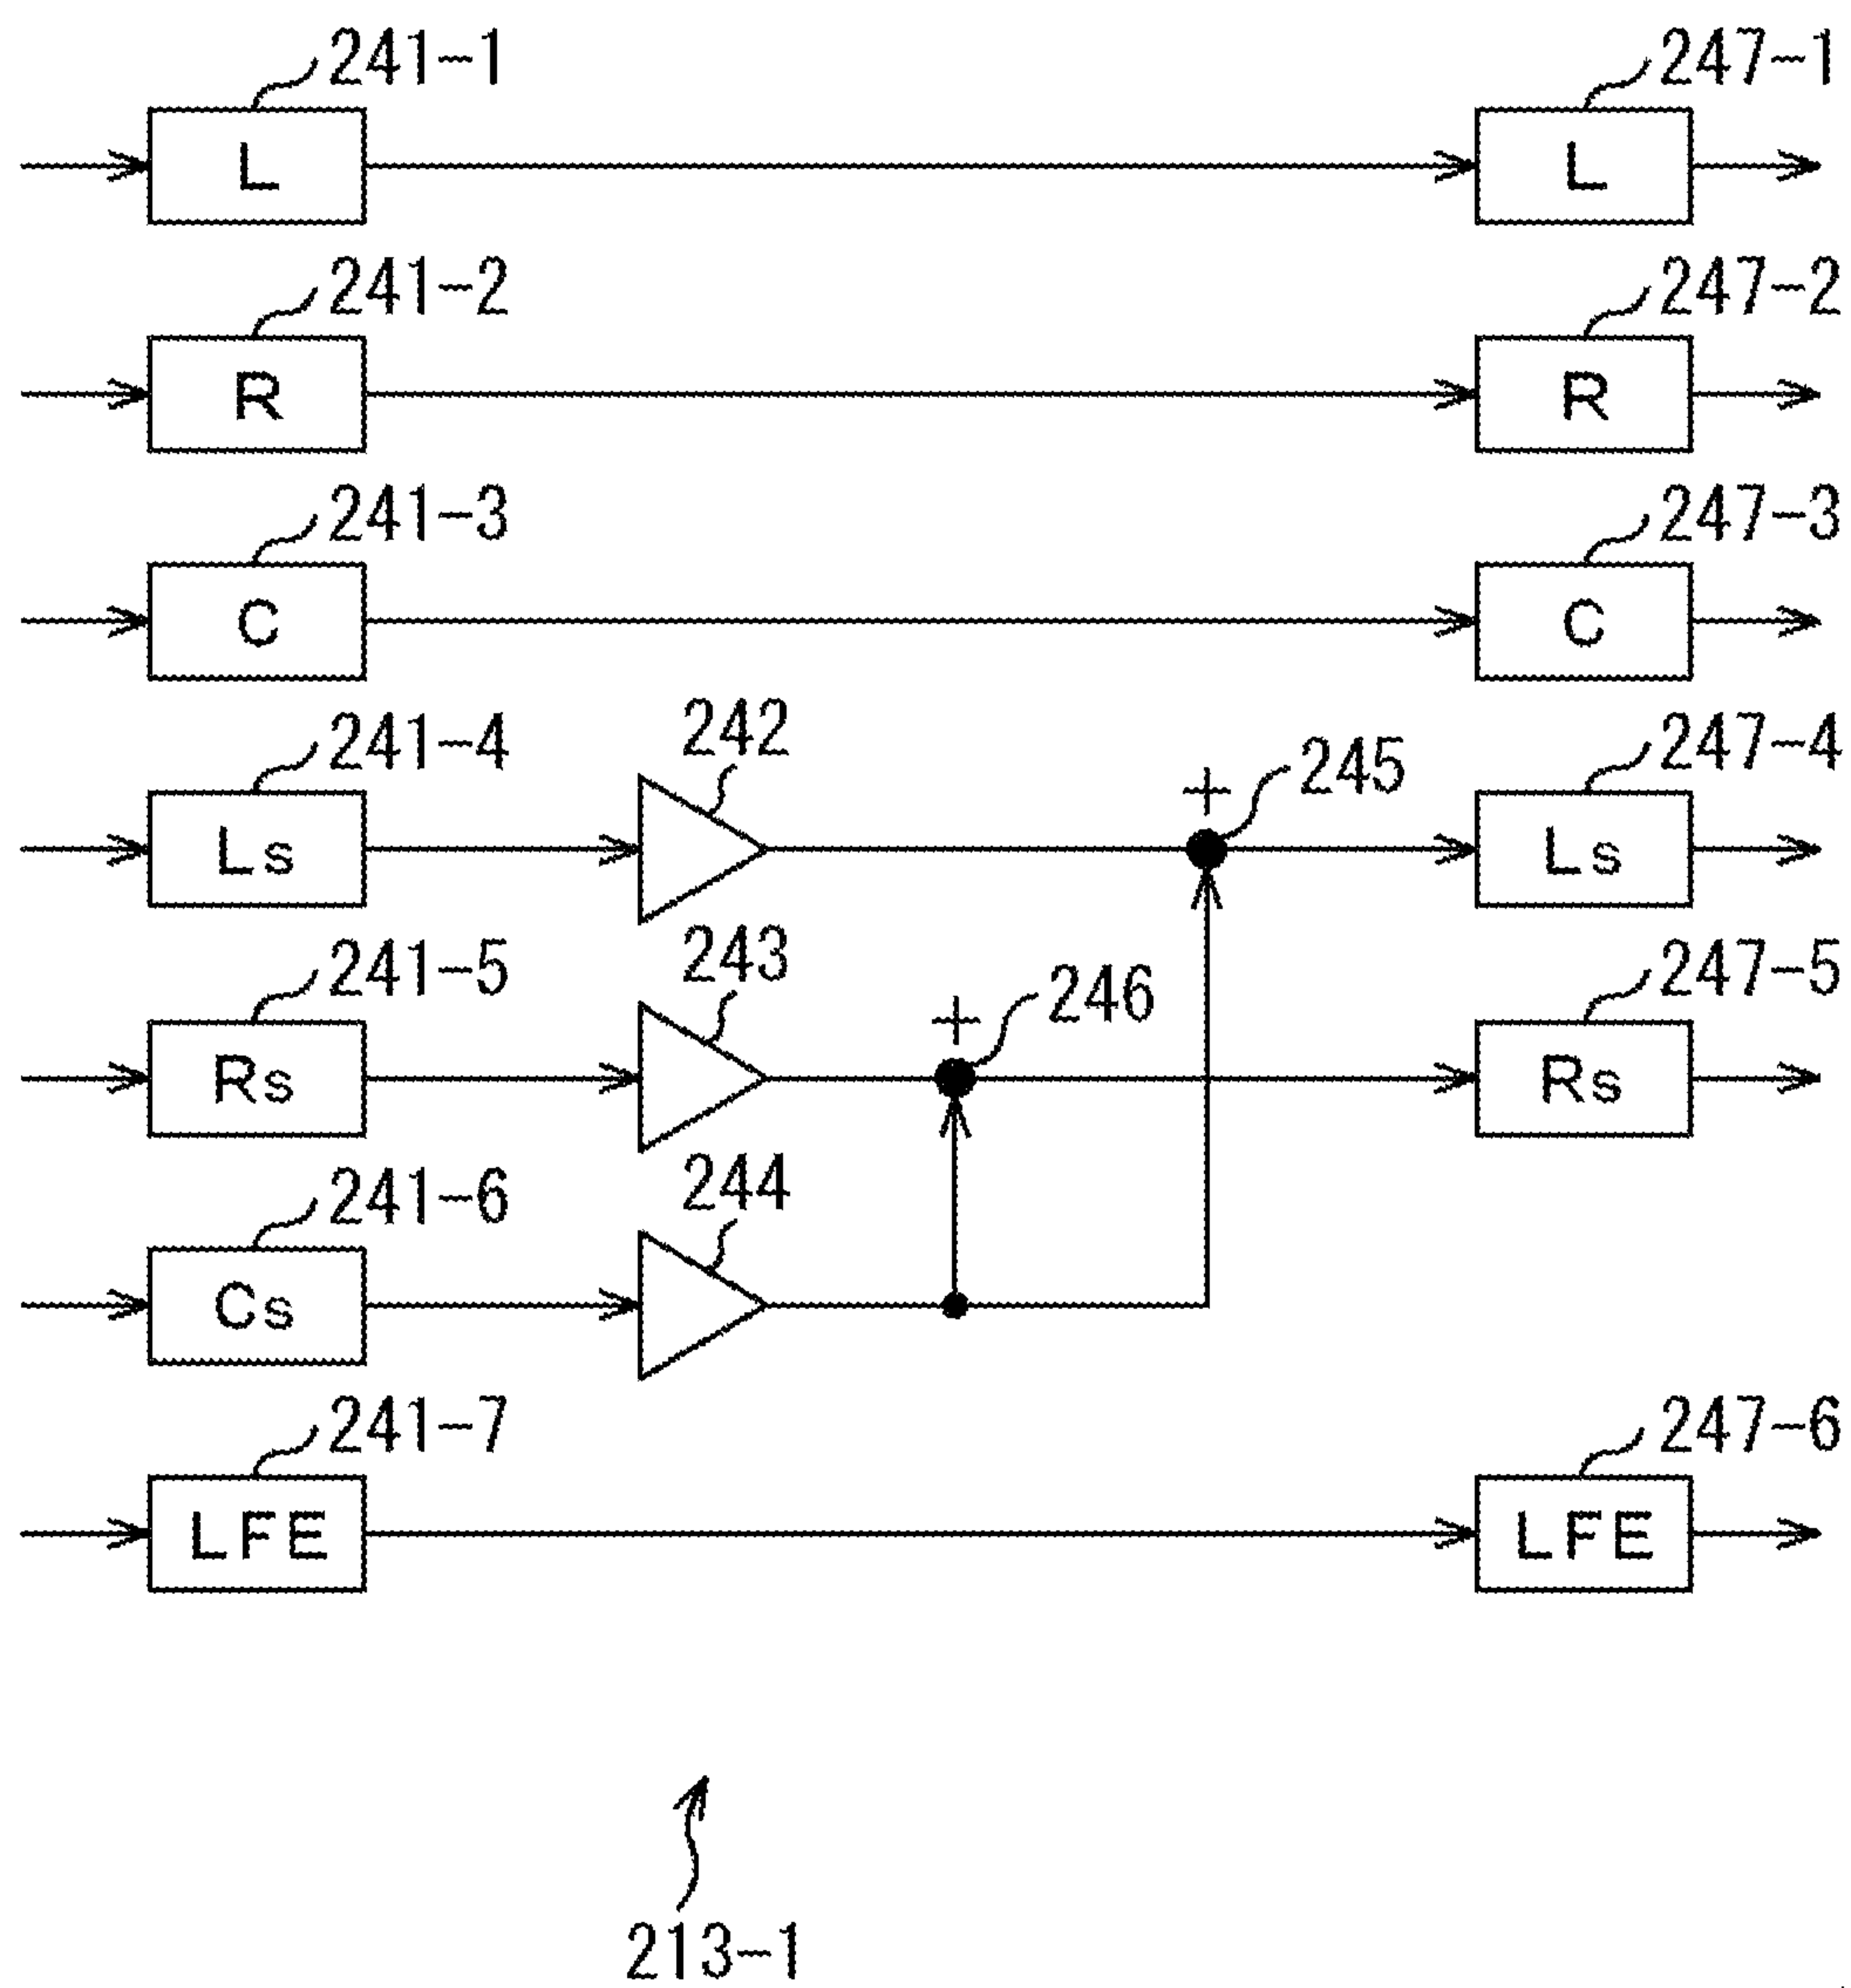 241-1 247-1
L L
241-2 247-2
R R
241-3 247-3
C C
241-4 242 245 247-4
Ls + Ls
241-5 243 246 247-5
Rs + Rs
241-6 244
Cs
241-7 247-6
LFE LFE
213-1